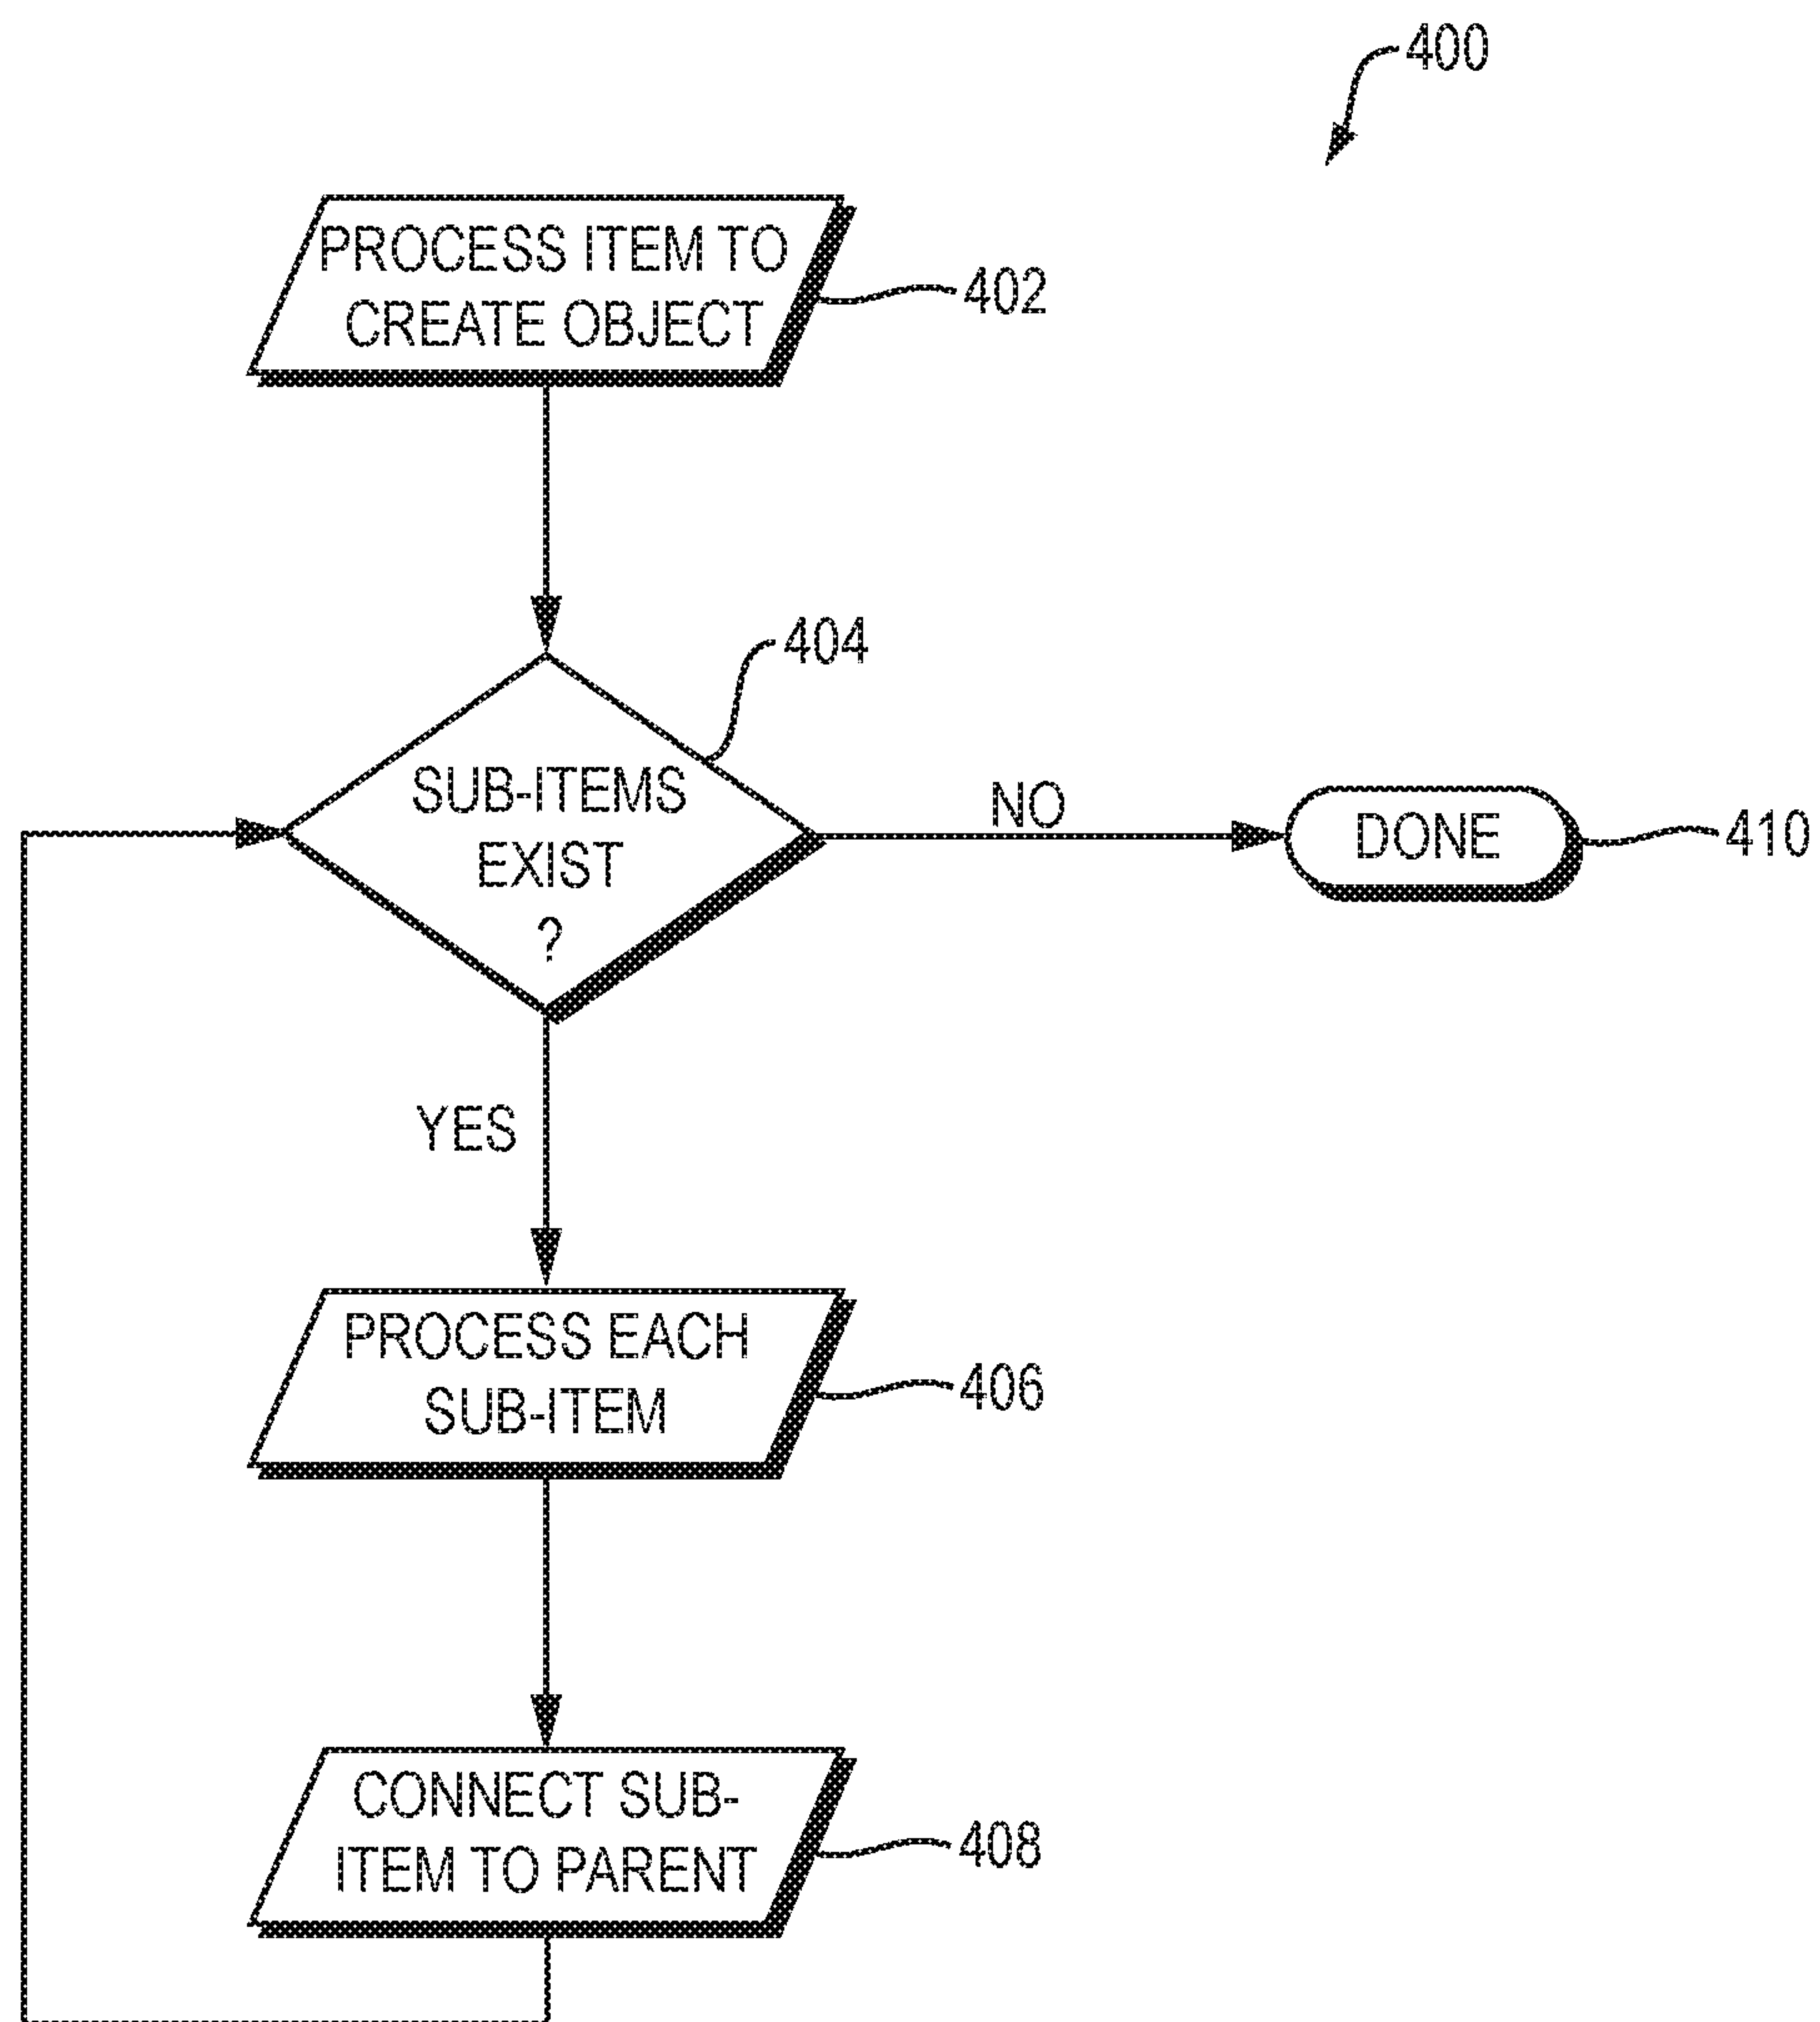 400
PROCESS ITEM TO
CREATE OBJECT
402
404
SUB-ITEMS
EXIST
?
NO
DONE
410
YES
PROCESS EACH
SUB-ITEM
406
CONNECT SUB-
ITEM TO PARENT
408